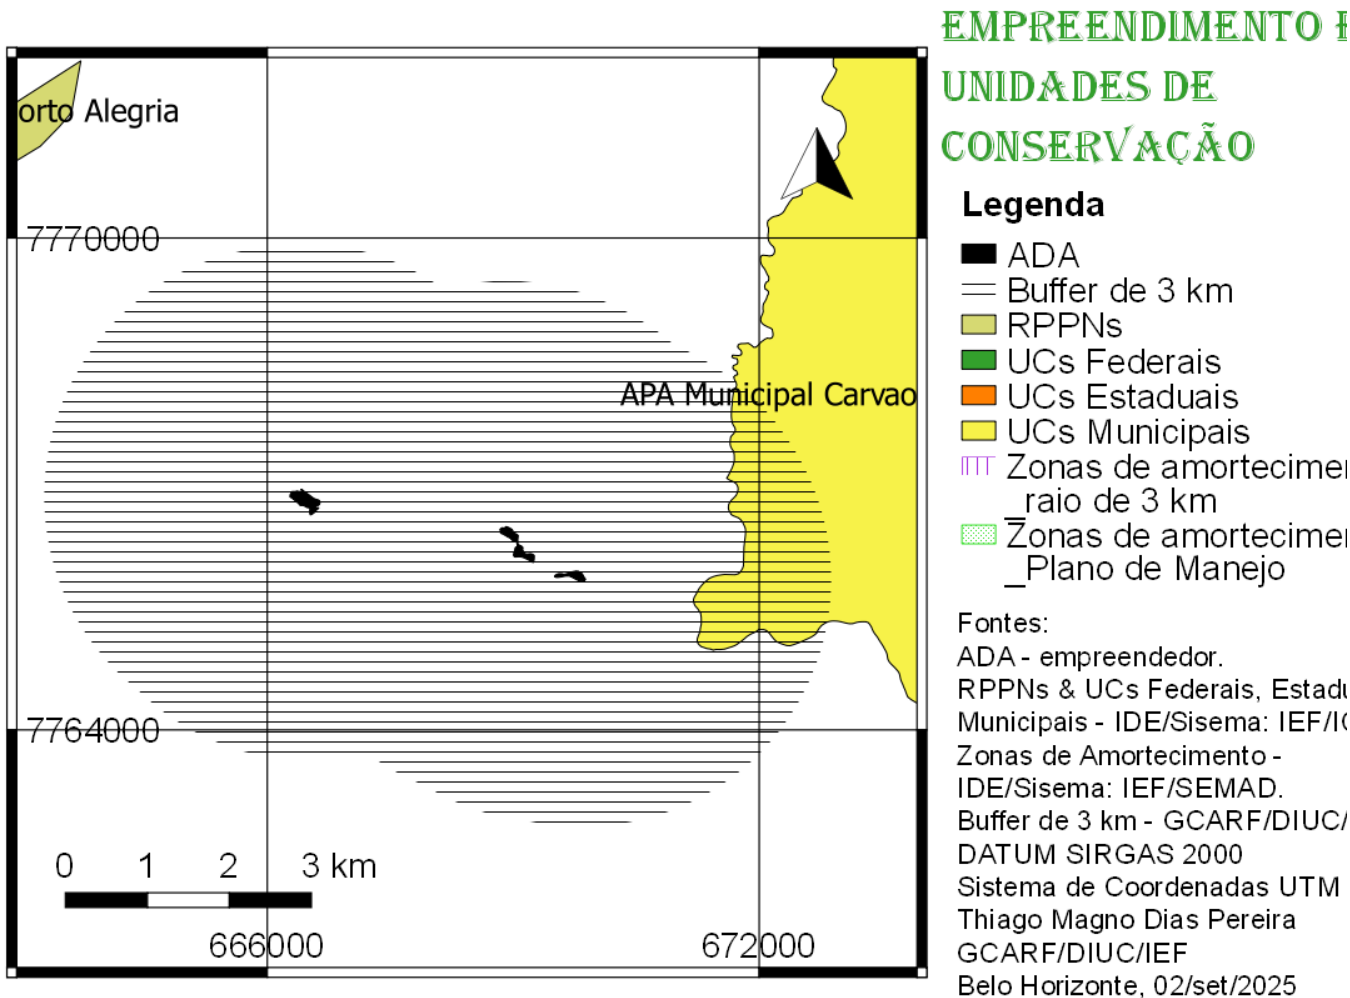 EMPREENDIMENTO E
UNIDADES DE
CONSERVAÇÃO
orto Alegria
7770000
APA Municipal Carvao
7764000
0 1 2 3 km
666000 672000
Legenda
ADA
Buffer de 3 km
RPPNs
UCs Federais
UCs Estaduais
UCs Municipais
Zonas de amortecimen
_raio de 3 km
Zonas de amortecimen
_Plano de Manejo
Fontes:
ADA - empreendedor.
RPPNs & UCs Federais, Estadu
Municipais - IDE/Sisema: IEF/IC
Zonas de Amortecimento -
IDE/Sisema: IEF/SEMAD.
Buffer de 3 km - GCARF/DIUC/
DATUM SIRGAS 2000
Sistema de Coordenadas UTM
Thiago Magno Dias Pereira
GCARF/DIUC/IEF
Belo Horizonte, 02/set/2025